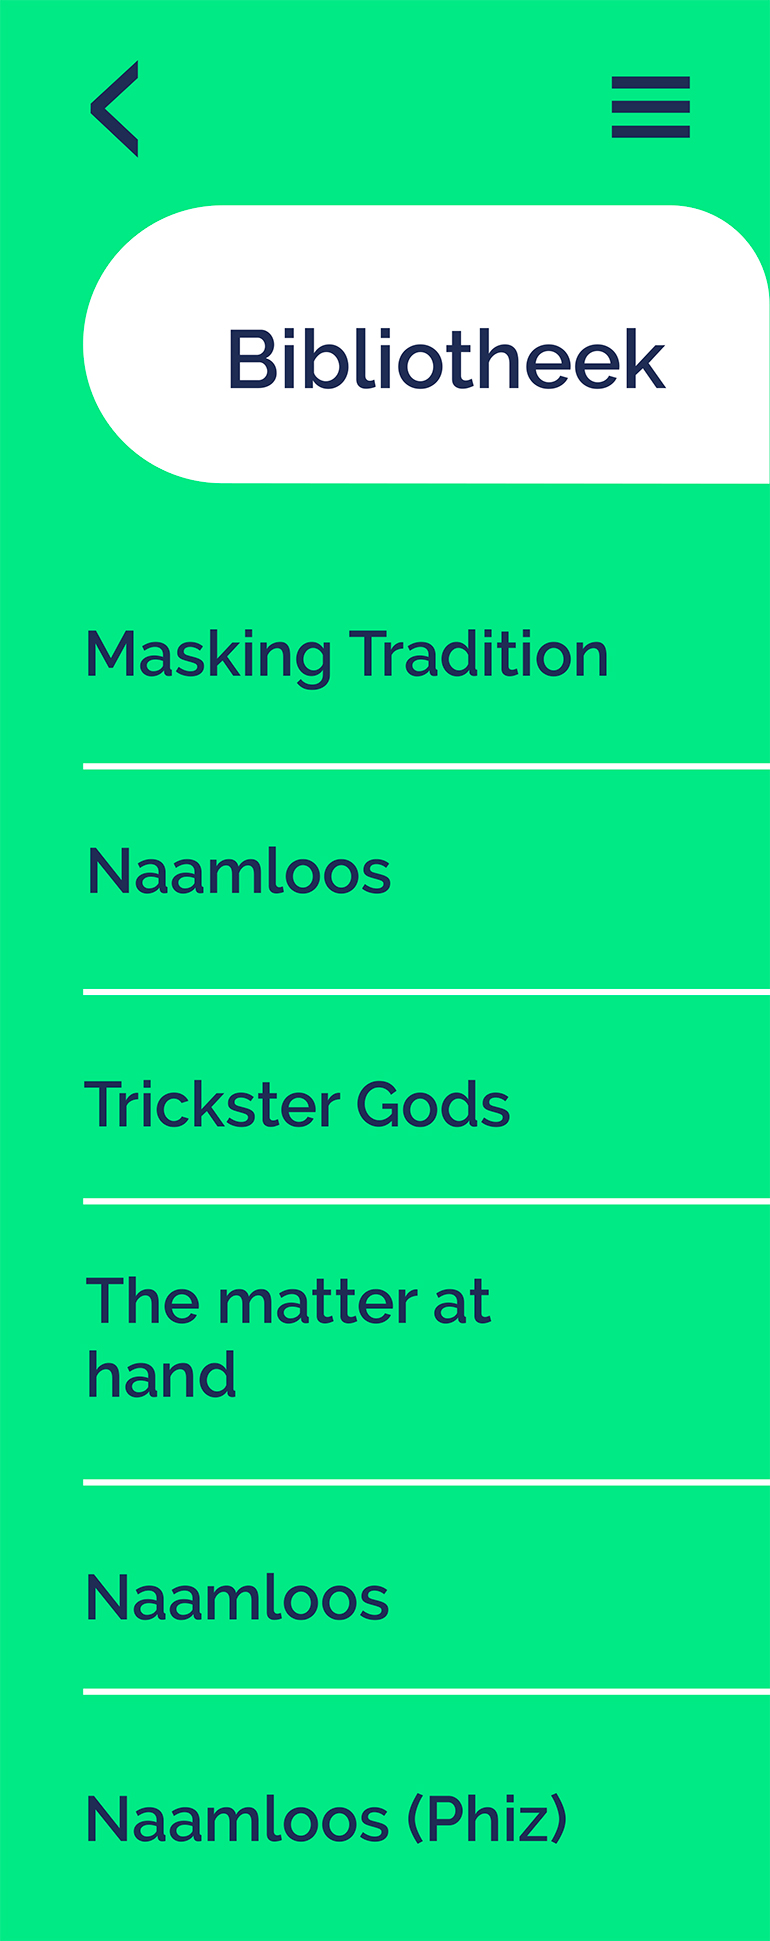 Bibliotheek
Masking Tradition
Naamloos
Trickster Gods
The matter at
hand
Naamloos
Naamloos (Phiz)